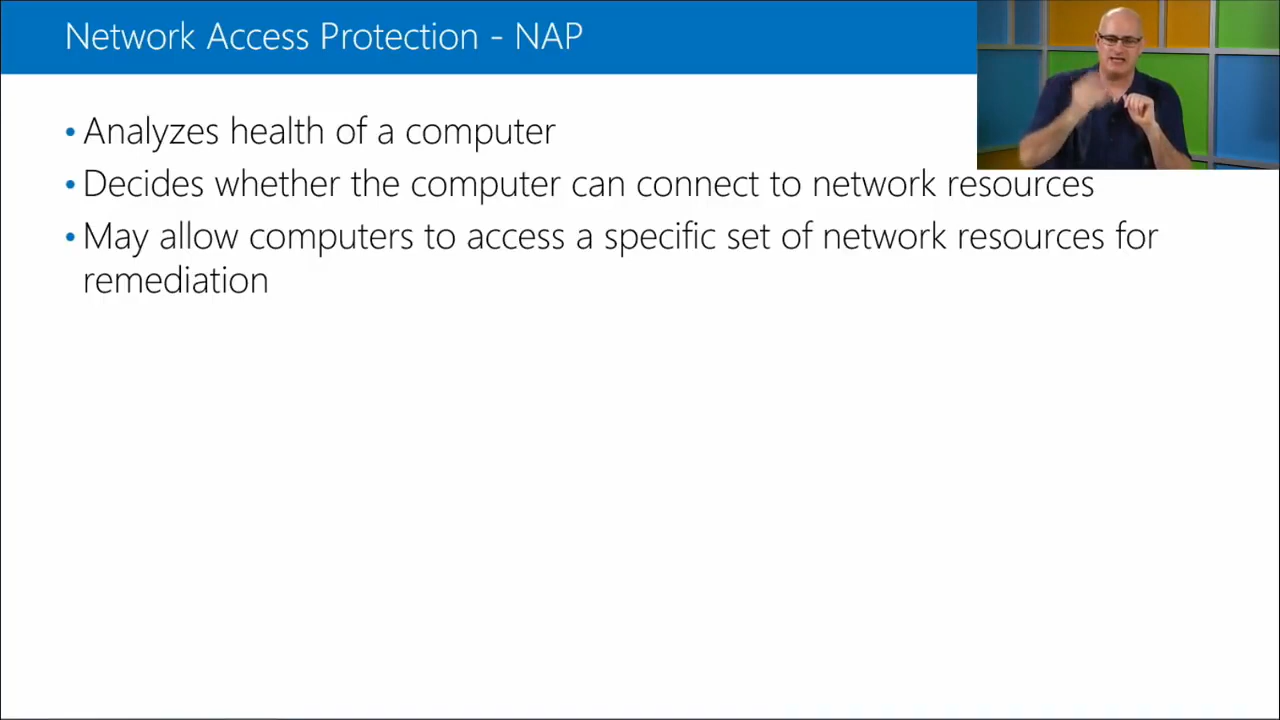 Network Access Protection - NAP
• Analyzes health of a computer
• Decides whether the computer can connect to network resources
• May allow computers to access a specific set of network resources for
remediation